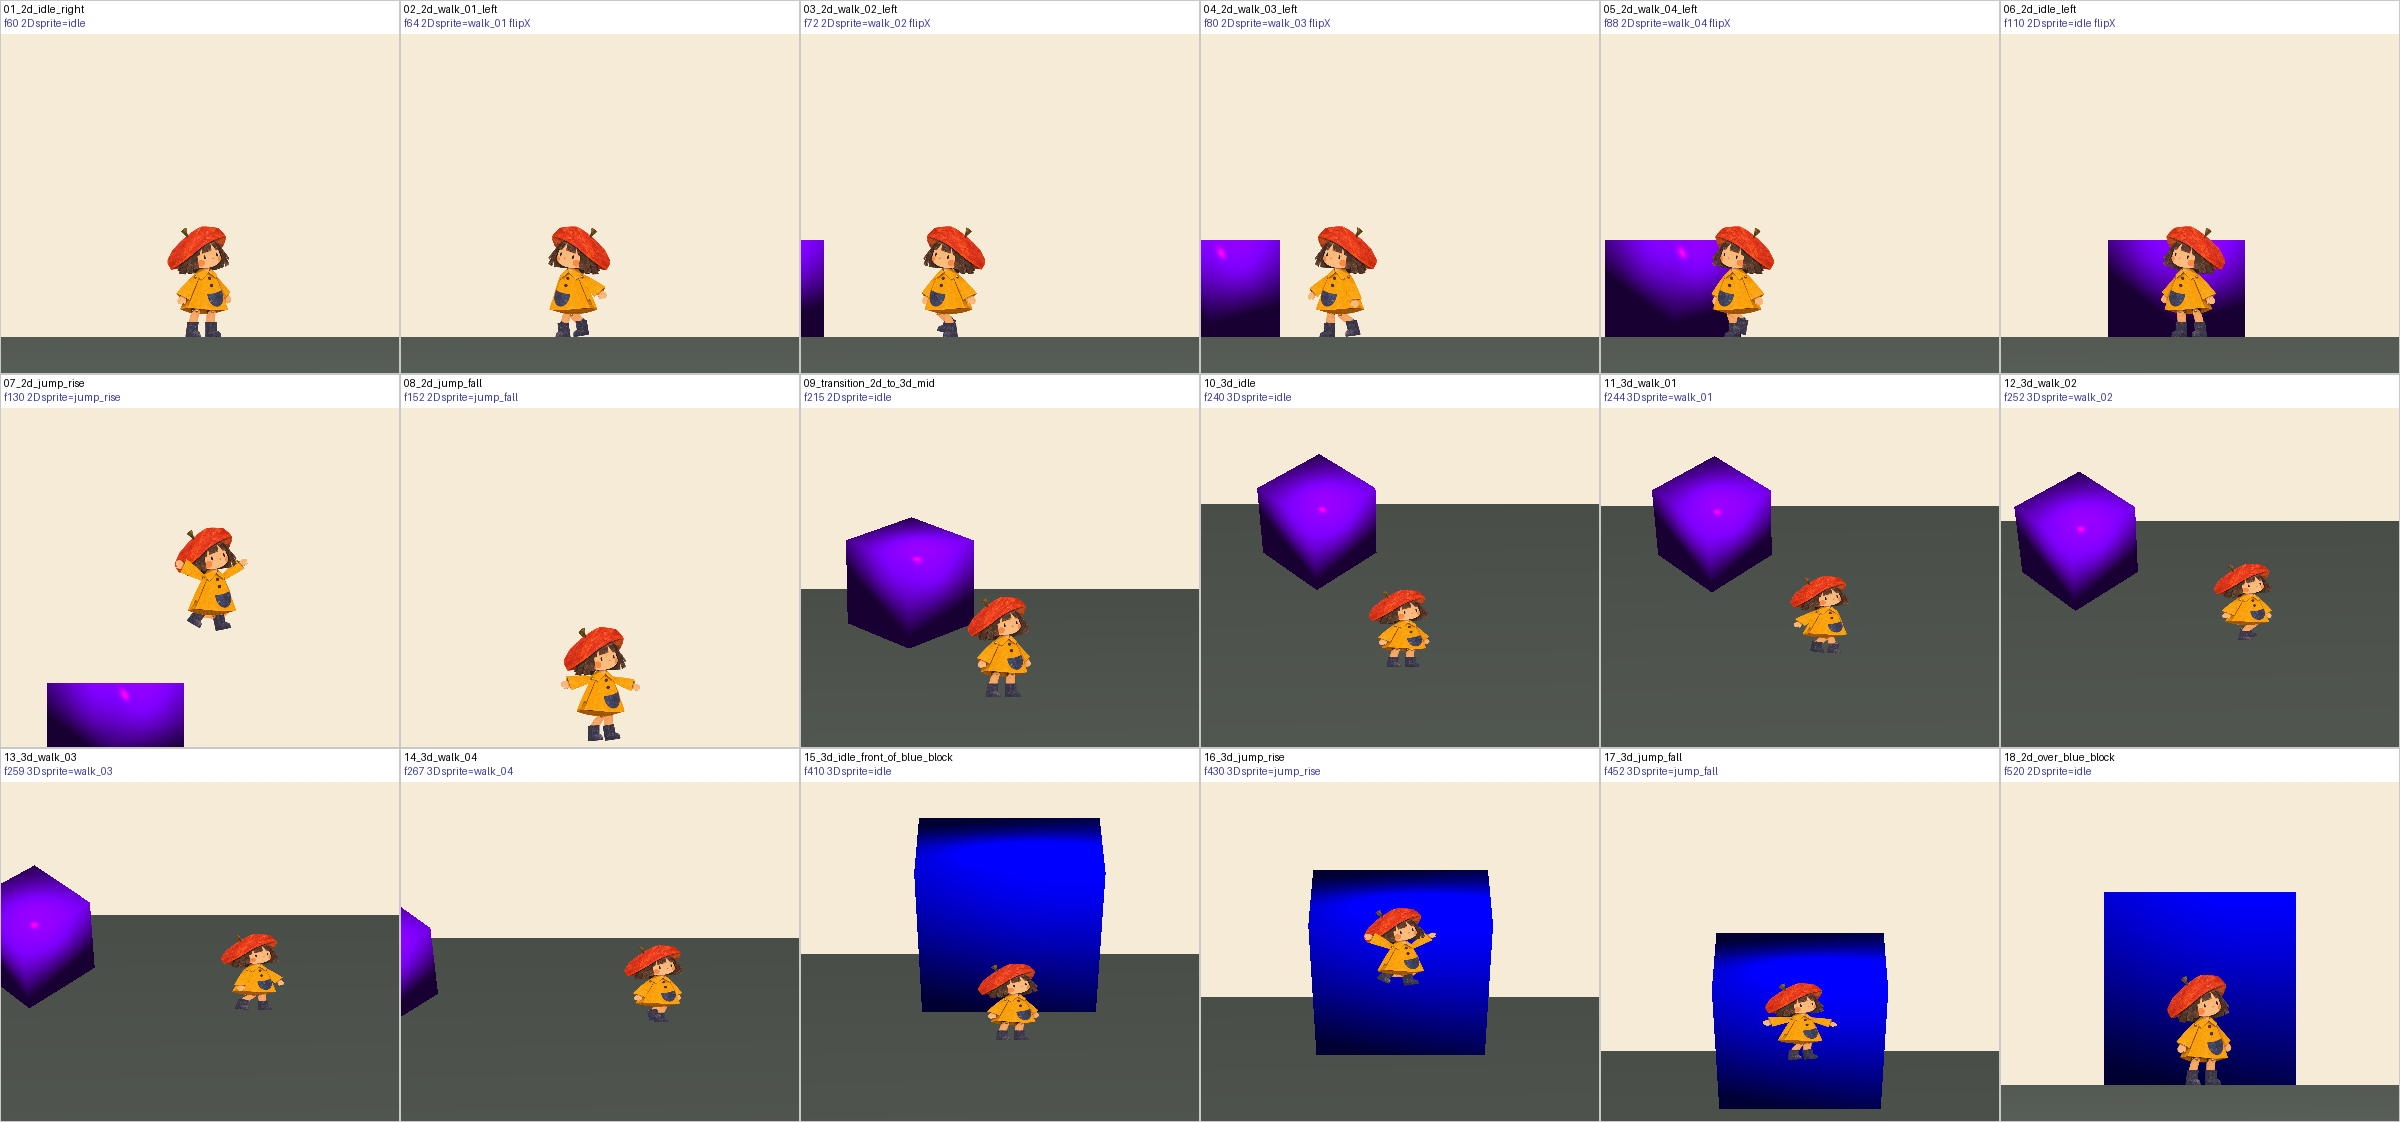 01_2d_idle_right
f60 2Dsprite=idle
02_2d_walk_01_left
f64 2Dsprite=walk_01 flipX
03_2d_walk_02_left
f72 2Dsprite=walk_02 flipX
04_2d_walk_03_left
f80 2Dsprite=walk_03 flipX
05_2d_walk_04_left
f88 2Dsprite=walk_04 flipX
06_2d_idle_left
f110 2Dsprite=idle flipX
07_2d_jump_rise
f130 2Dsprite=jump_rise
08_2d_jump_fall
f152 2Dsprite=jump_fall
09_transition_2d_to_3d_mid
f215 2Dsprite=idle
10_3d_idle
f240 3Dsprite=idle
11_3d_walk_01
f244 3Dsprite=walk_01
12_3d_walk_02
f252 3Dsprite=walk_02
13_3d_walk_03
f259 3Dsprite=walk_03
14_3d_walk_04
f267 3Dsprite=walk_04
15_3d_idle_front_of_blue_block
f410 3Dsprite=idle
16_3d_jump_rise
f430 3Dsprite=jump_rise
17_3d_jump_fall
f452 3Dsprite=jump_fall
18_2d_over_blue_block
f520 2Dsprite=idle